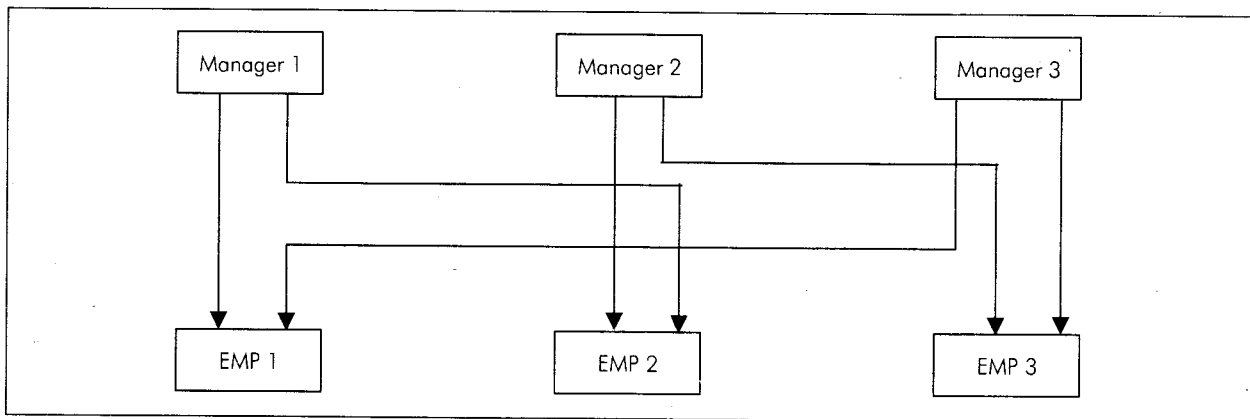 Manager 1
Manager 2
Manager 3
EMP 1
EMP 2
EMP 3